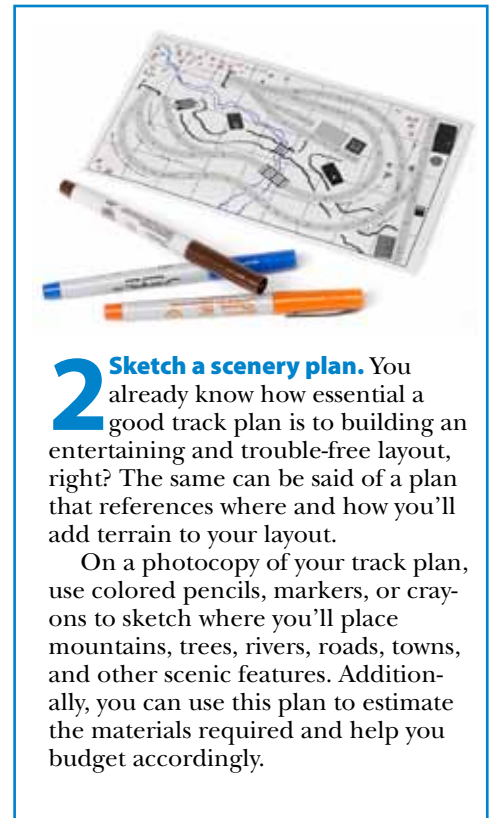 2 Sketch a scenery plan. You
already know how essential a
good track plan is to building an
entertaining and trouble-free layout,
right? The same can be said of a plan
that references where and how you’ll
add terrain to your layout.
On a photocopy of your track plan,
use colored pencils, markers, or cray-
ons to sketch where you’ll place
mountains, trees, rivers, roads, towns,
and other scenic features. Addition-
ally, you can use this plan to estimate
the materials required and help you
budget accordingly.